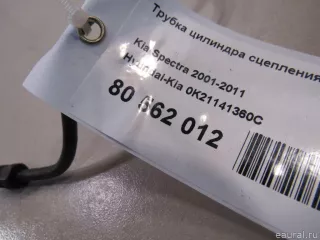 Трубка цилиндра сцепления
Kia Spectra 2001-2011
Hyundai-Kia 0K21141360C
80 662 012
eaural.ru